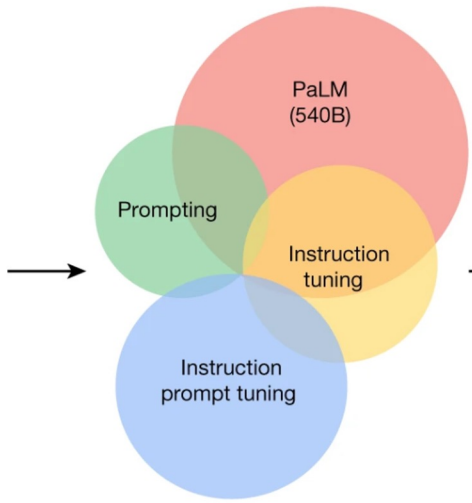 PaLM
(540B)
Prompting
Instruction
tuning
Instruction
prompt tuning